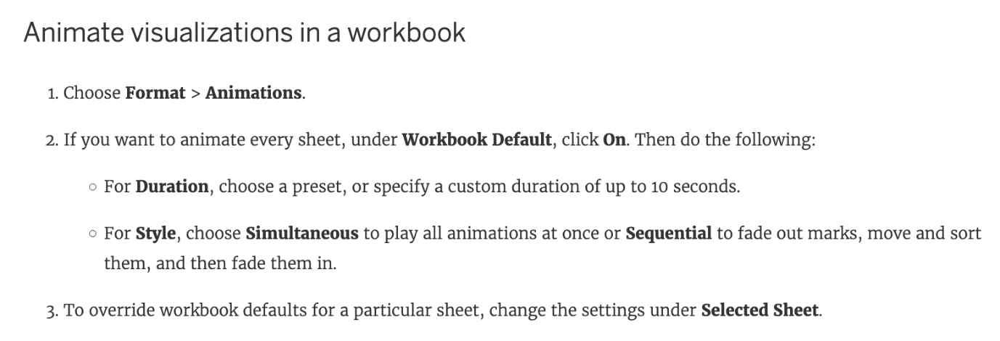 Animate visualizations in a workbook
1. Choose Format > Animations.
2. If you want to animate every sheet, under Workbook Default, click On. Then do the following:
○ For Duration, choose a preset, or specify a custom duration of up to 10 seconds.
○ For Style, choose Simultaneous to play all animations at once or Sequential to fade out marks, move and sort
them, and then fade them in.
3. To override workbook defaults for a particular sheet, change the settings under Selected Sheet.